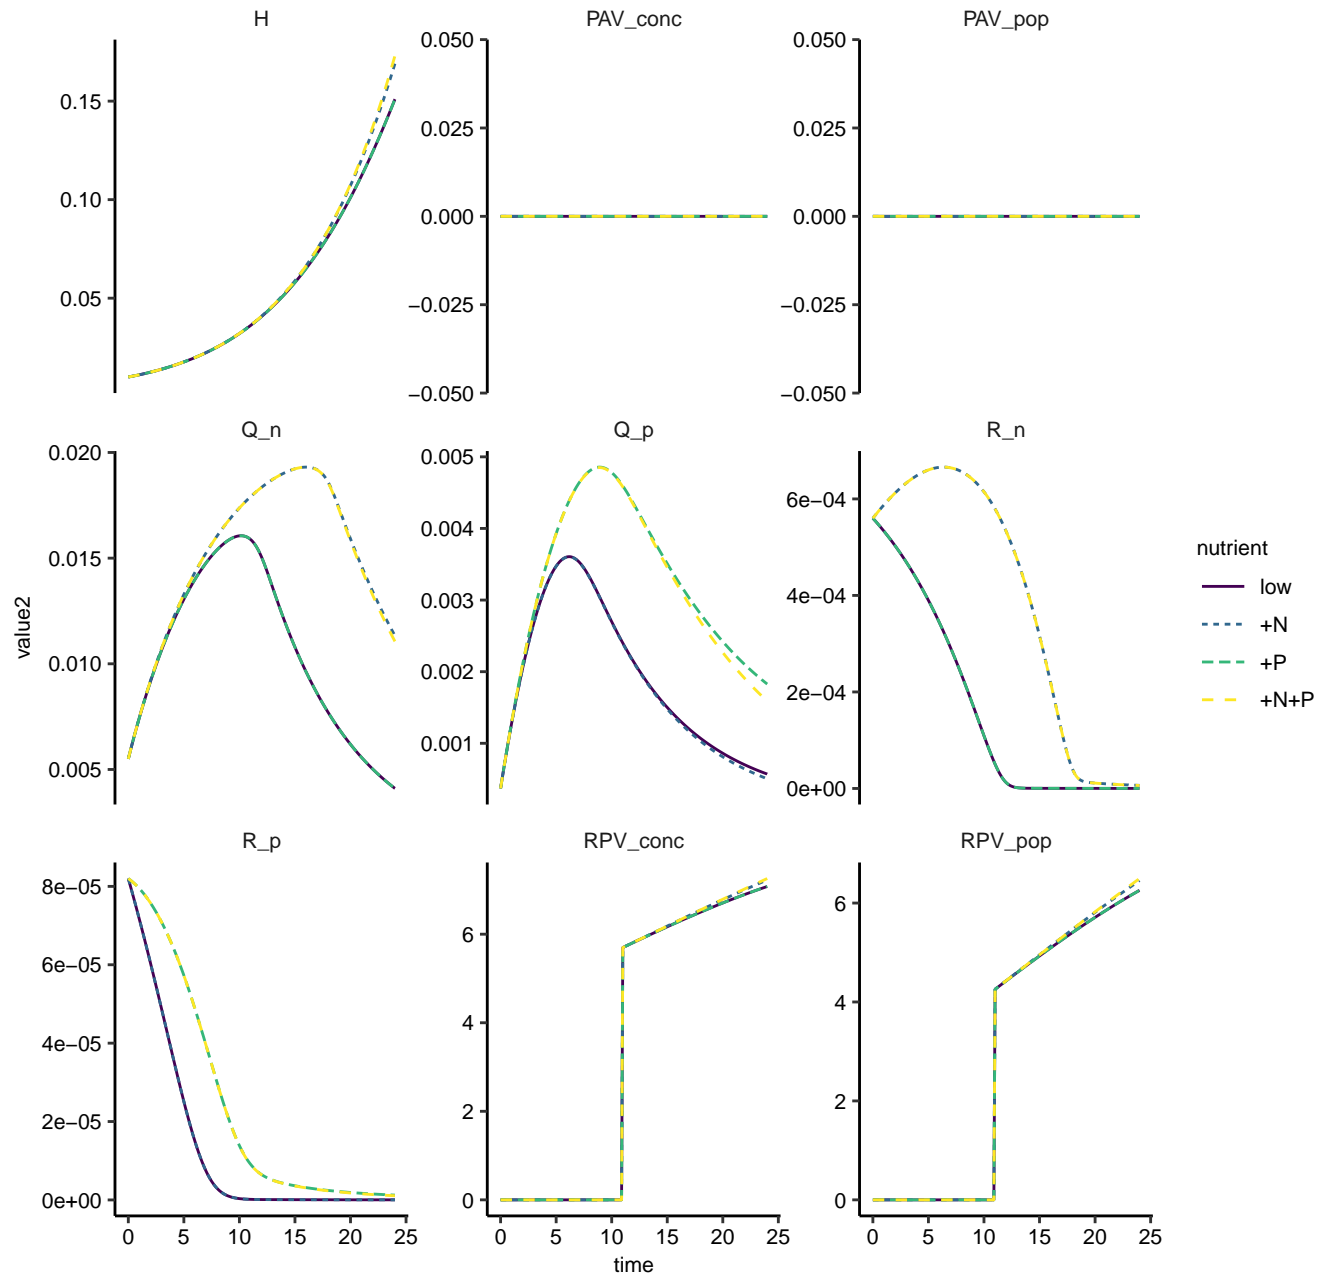 H
PAV_conc
PAV_pop
0.15
0.10
0.05
0.050
0.025
0.000
−0.025
−0.050
0.050
0.025
0.000
−0.025
−0.050
Q_n
Q_p
R_n
0.020
0.015
0.010
0.005
0.005
0.004
0.003
0.002
0.001
6e−04
4e−04
2e−04
0e+00
value2
nutrient
low
+N
+P
+N+P
R_p
RPV_conc
RPV_pop
8e−05
6e−05
4e−05
2e−05
0e+00
6
4
2
0
6
4
2
0
0 5 10 15 20 25
0 5 10 15 20 25
0 5 10 15 20 25
time